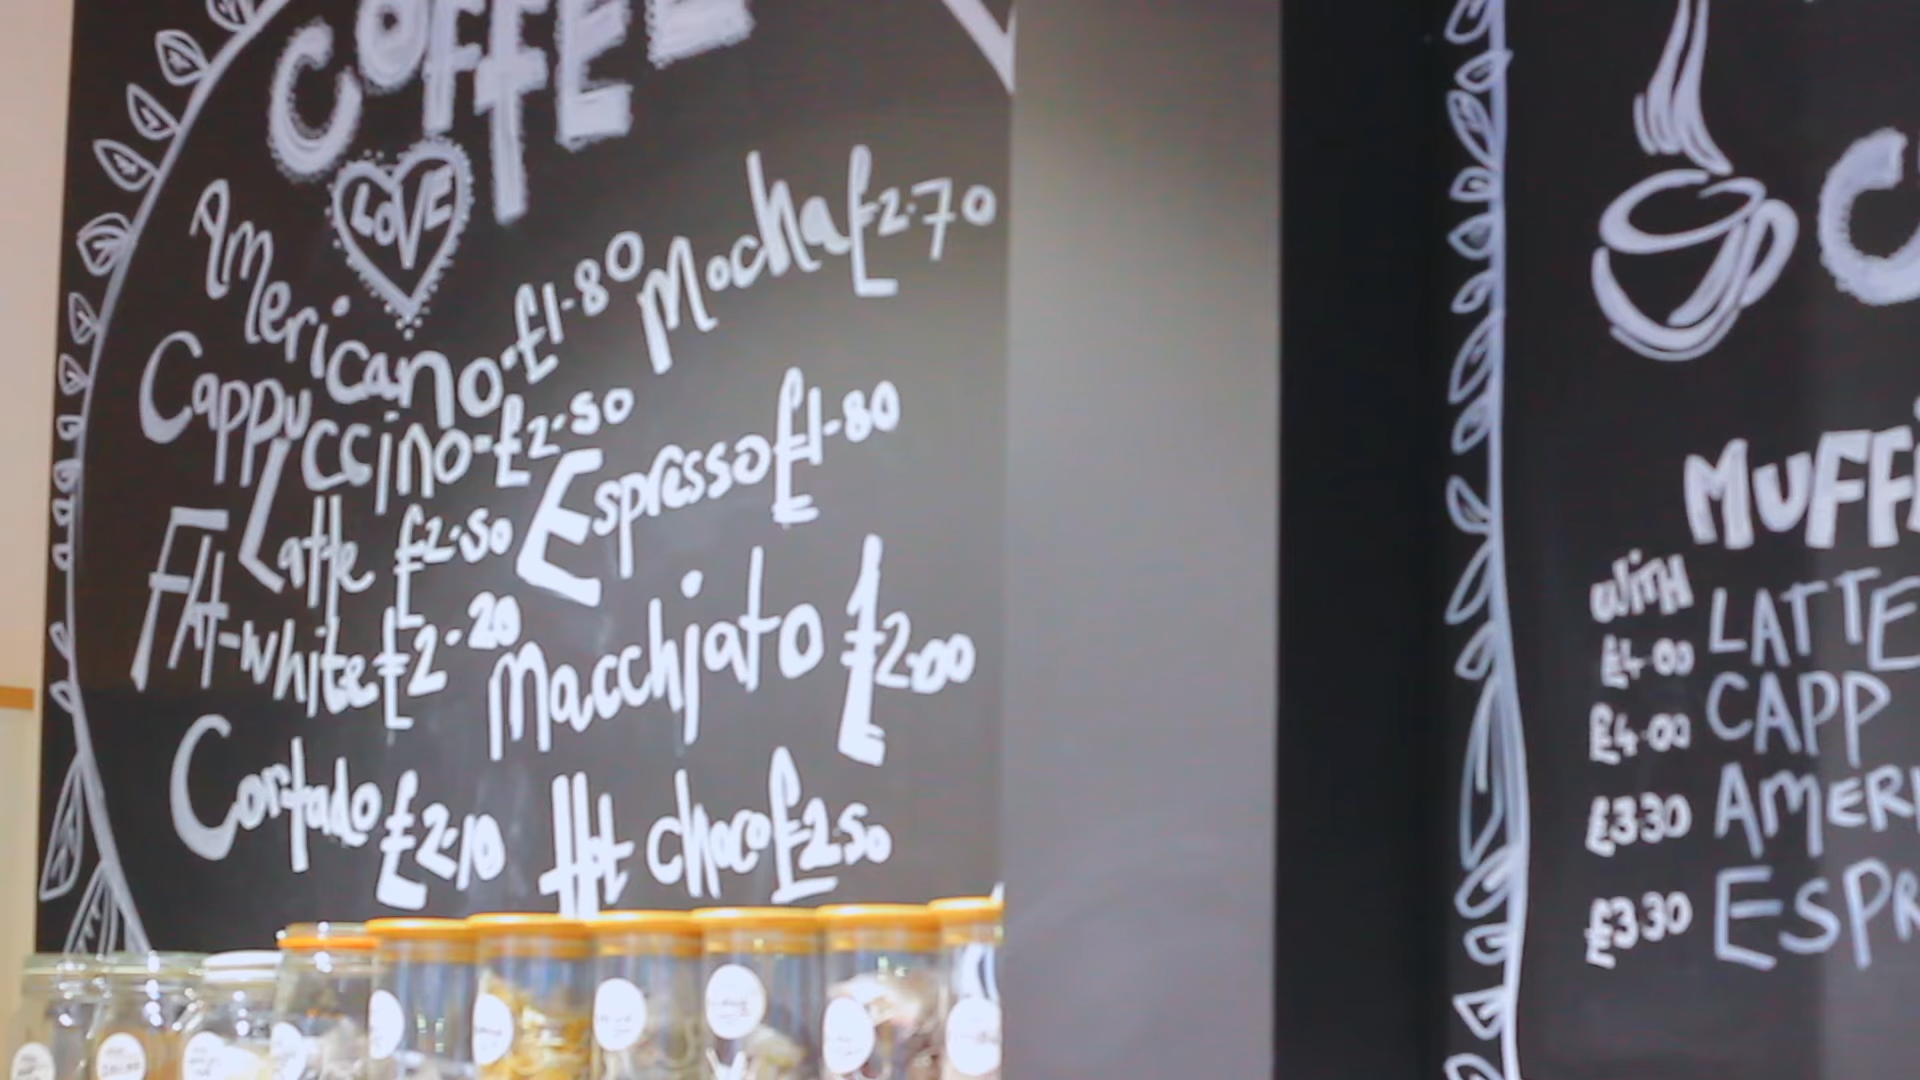 COFFEE
LOVE
Americano-£1-80
Mocha £2.70
Cappuccino-£2-50
Espresso £1-80
Latte £2.50
Flat-white £2-20
Macchiato £2.00
Cortado £2.10
Hot choco £2.50
C
MUFFI
WITH
£4.00 LATTE
£4.00 CAPP
£3.30 AMERI
£3.30 ESPR